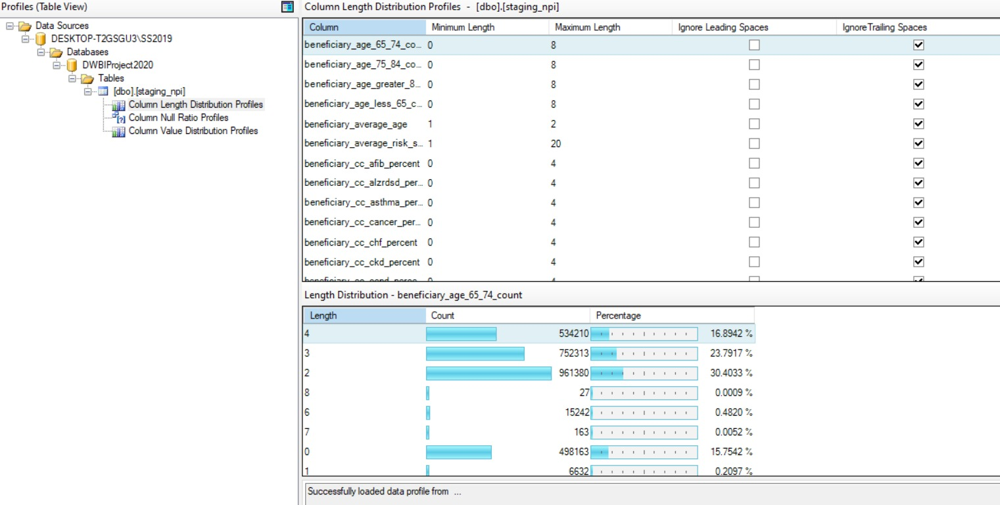 Profiles (Table View)
Data Sources
DESKTOP-T2GSGU3\SS2019
Databases
DWBIProject2020
Tables
[dbo].[staging_npi]
Column Length Distribution Profiles
Column Null Ratio Profiles
Column Value Distribution Profiles
Column Length Distribution Profiles - [dbo].[staging_npi]
Column Minimum Length Maximum Length Ignore Leading Spaces Ignore Trailing Spaces
beneficiary_age_65_74_co... 0 8
beneficiary_age_75_84_co... 0 8
beneficiary_age_greater_8... 0 8
beneficiary_age_less_65_c... 0 8
beneficiary_average_age 1 2
beneficiary_average_risk_s... 1 20
beneficiary_cc_afib_percent 0 4
beneficiary_cc_alzrdsd_per... 0 4
beneficiary_cc_asthma_per... 0 4
beneficiary_cc_cancer_per... 0 4
beneficiary_cc_chf_percent 0 4
beneficiary_cc_ckd_percent 0 4
Length Distribution - beneficiary_age_65_74_count
Length Count Percentage
4 534210 16.8942 %
3 752313 23.7917 %
2 961380 30.4033 %
8 27 0.0009 %
6 15242 0.4820 %
7 163 0.0052 %
0 498163 15.7542 %
1 6632 0.2097 %
Successfully loaded data profile from ...